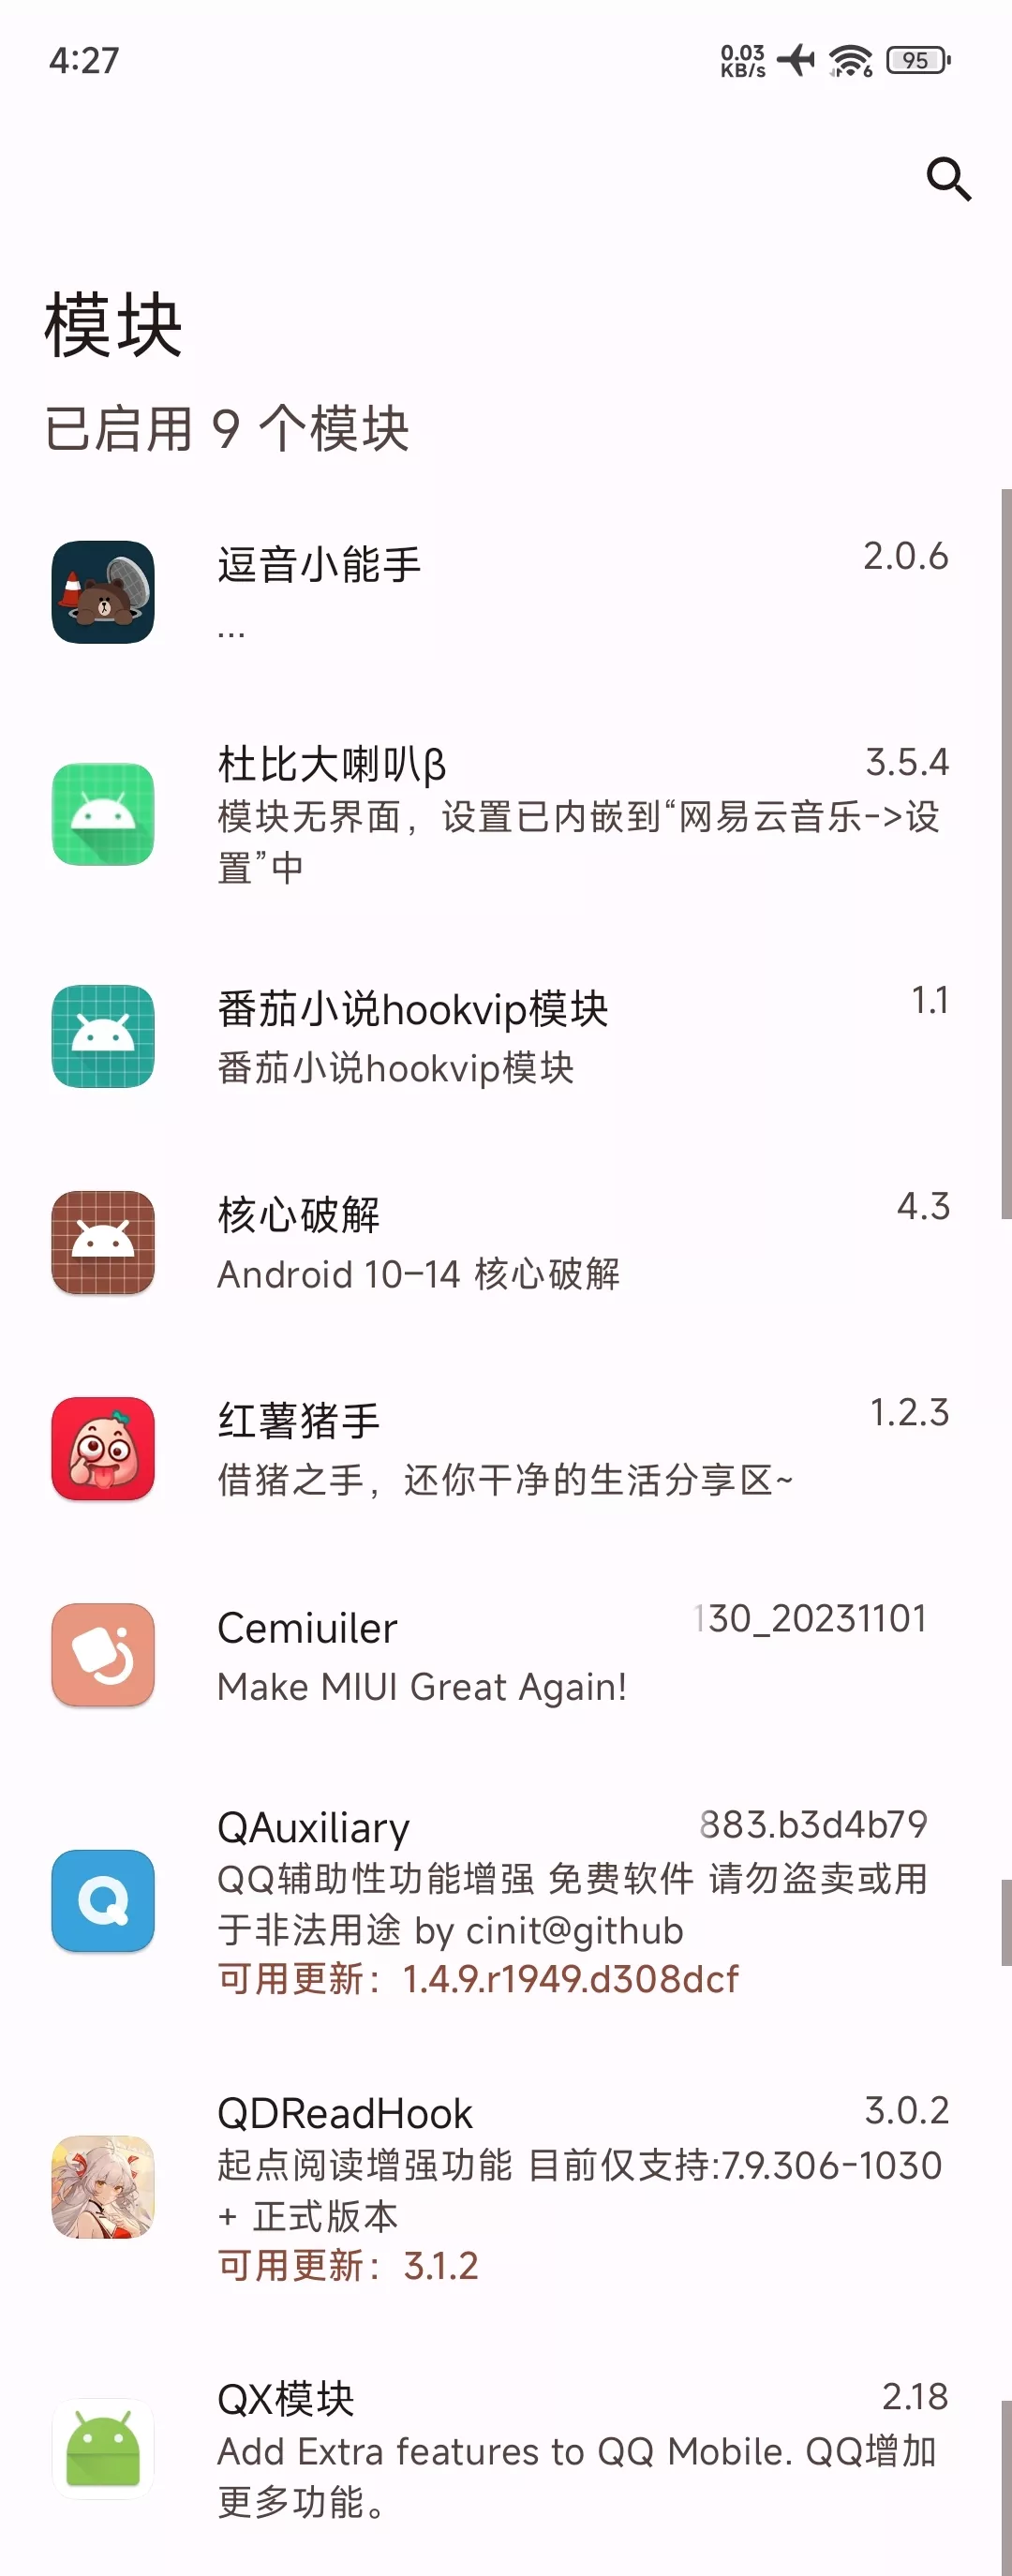 4:27
0.03
KB/s
6
95
模块
已启用 9 个模块
逗音小能手
2.0.6
...
杜比大喇叭β
3.5.4
模块无界面，设置已内嵌到“网易云音乐->设
置”中
番茄小说hookvip模块
1.1
番茄小说hookvip模块
核心破解
4.3
Android 10-14 核心破解
红薯猪手
1.2.3
借猪之手，还你干净的生活分享区~
Cemiuiler
130_20231101
Make MIUI Great Again!
QAuxiliary
883.b3d4b79
QQ辅助性功能增强 免费软件 请勿盗卖或用
于非法用途 by cinit@github
可用更新：1.4.9.r1949.d308dcf
QDReadHook
3.0.2
起点阅读增强功能 目前仅支持:7.9.306-1030
+ 正式版本
可用更新：3.1.2
QX模块
2.18
Add Extra features to QQ Mobile. QQ增加
更多功能。